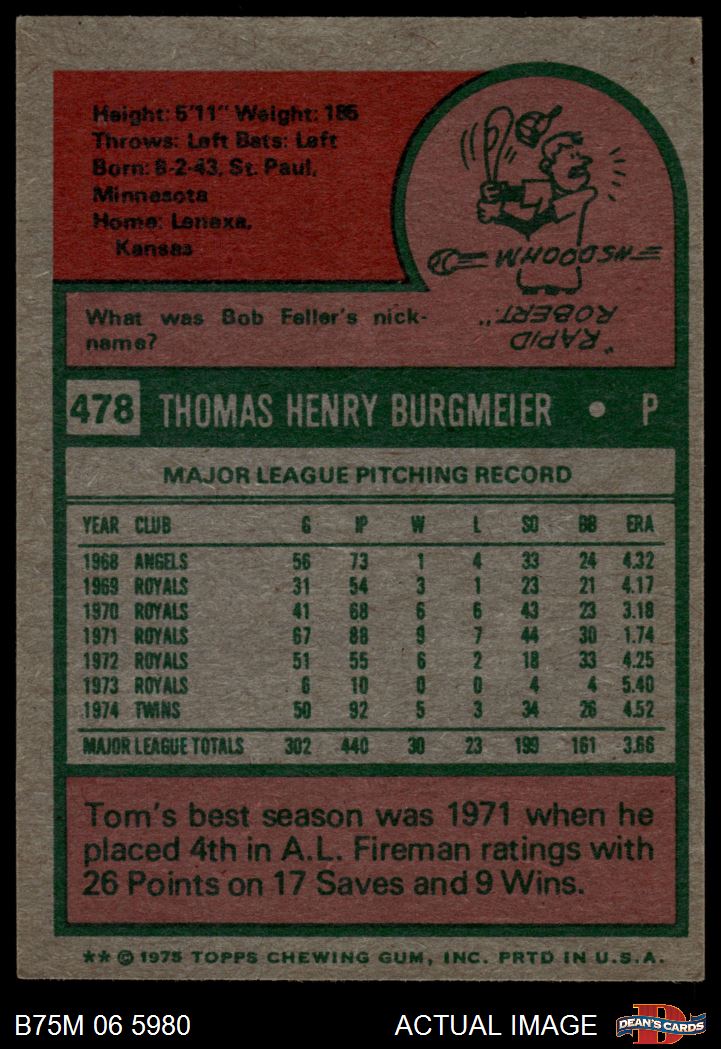 Height: 5'11" Weight: 185
Throws: Left Bats: Left
Born: 8-2-43, St. Paul,
Minnesota
Home: Lenexa,
Kansas
WHOOOOSH
"RAPID
ROBERT".
What was Bob Feller's nick-
name?
478 THOMAS HENRY BURGMEIER • P
MAJOR LEAGUE PITCHING RECORD
YEAR CLUB G IP W L SO BB ERA
1968 ANGELS 56 73 1 4 33 24 4.32
1969 ROYALS 31 54 3 1 23 21 4.17
1970 ROYALS 41 68 6 6 43 23 3.18
1971 ROYALS 67 88 9 7 44 30 1.74
1972 ROYALS 51 55 6 2 18 33 4.25
1973 ROYALS 6 10 0 0 4 4 5.40
1974 TWINS 50 92 5 3 34 26 4.52
MAJOR LEAGUE TOTALS 302 440 30 23 199 161 3.66
Tom's best season was 1971 when he
placed 4th in A.L. Fireman ratings with
26 Points on 17 Saves and 9 Wins.
** © 1975 TOPPS CHEWING GUM, INC. PRTD IN U.S.A.
B75M 06 5980 ACTUAL IMAGE
DEAN'S CARDS